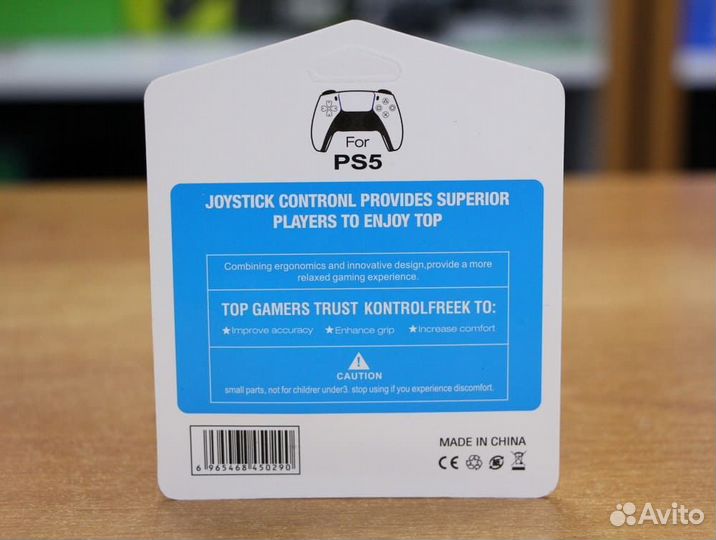 For
PS5
JOYSTICK CONTRONL PROVIDES SUPERIOR
PLAYERS TO ENJOY TOP
Combining ergonomics and innovative design,provide a more
relaxed gaming experience.
TOP GAMERS TRUST KONTROLFREEK TO:
★Improve accuracy ★Enhance grip ★Increase comfort
CAUTION
small parts, not for children under3. stop using if you experience discomfort.
6 965468 450290
MADE IN CHINA
CE
Avito